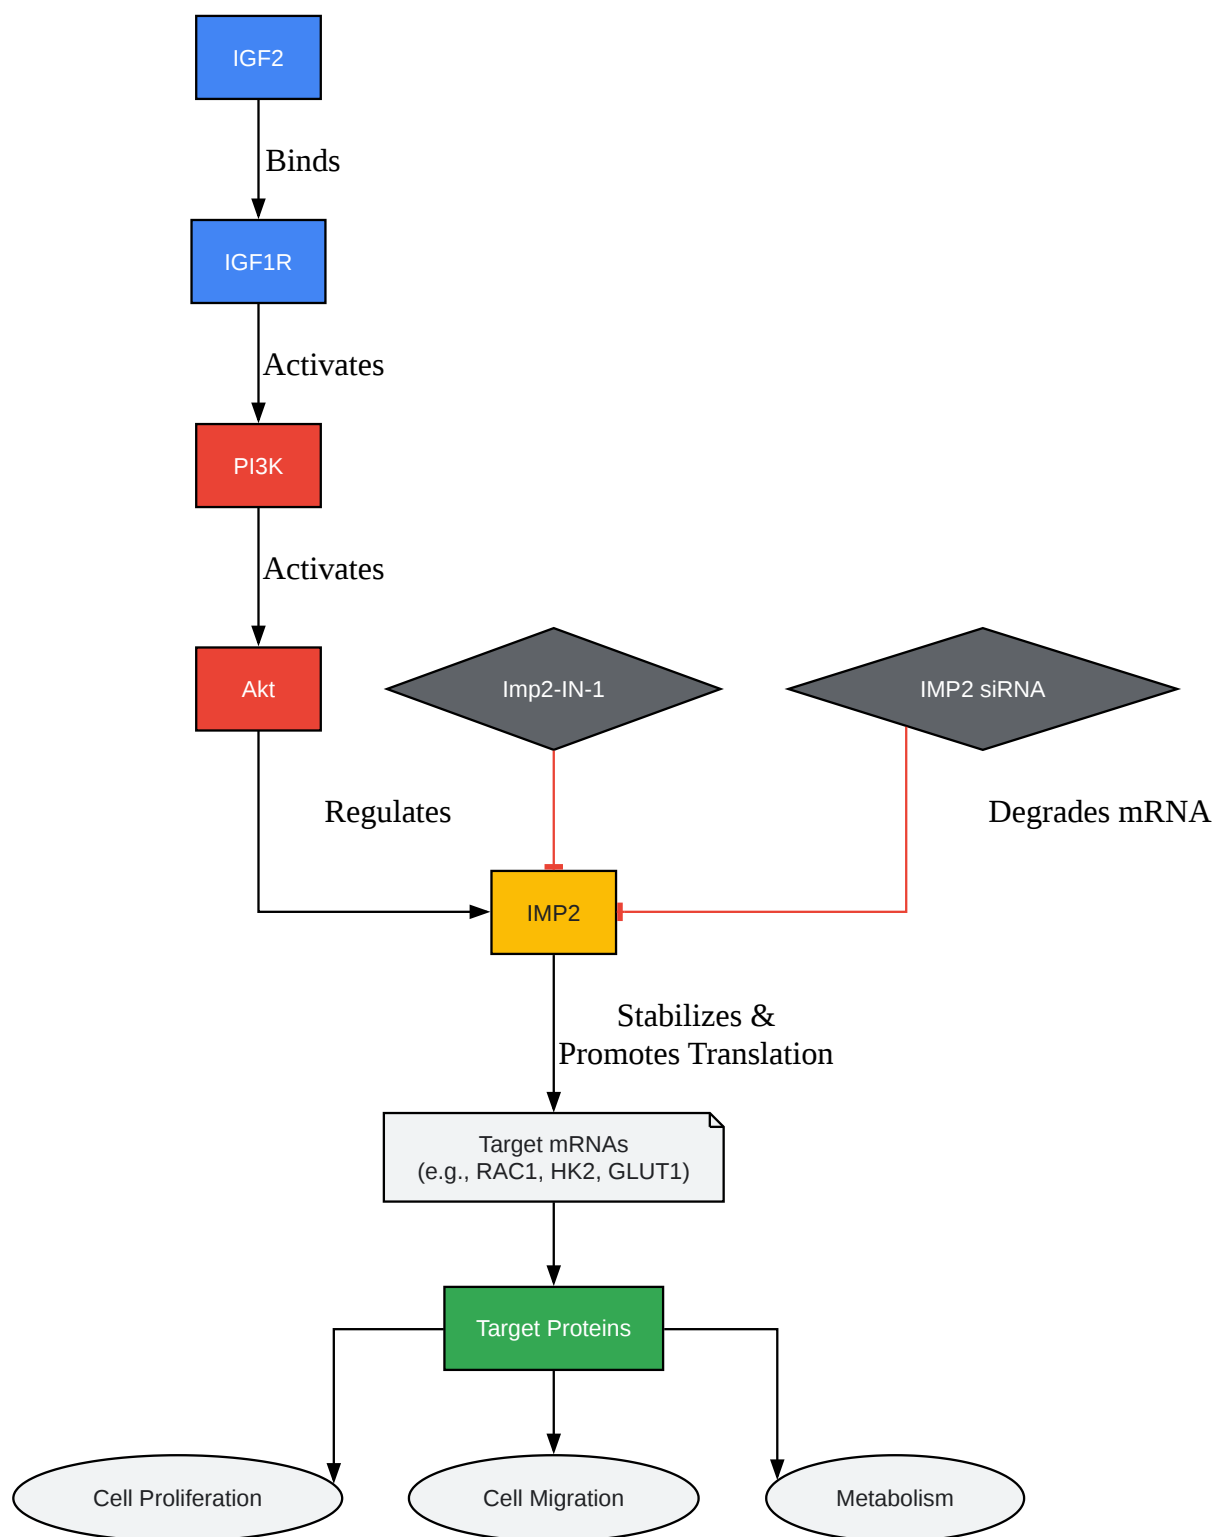 IGF2
Binds
IGF1R
Activates
PI3K
Activates
Akt
Imp2-IN-1
IMP2 siRNA
Regulates
Degrades mRNA
IMP2
Stabilizes &
Promotes Translation
Target mRNAs
(e.g., RAC1, HK2, GLUT1)
Target Proteins
Cell Proliferation
Cell Migration
Metabolism